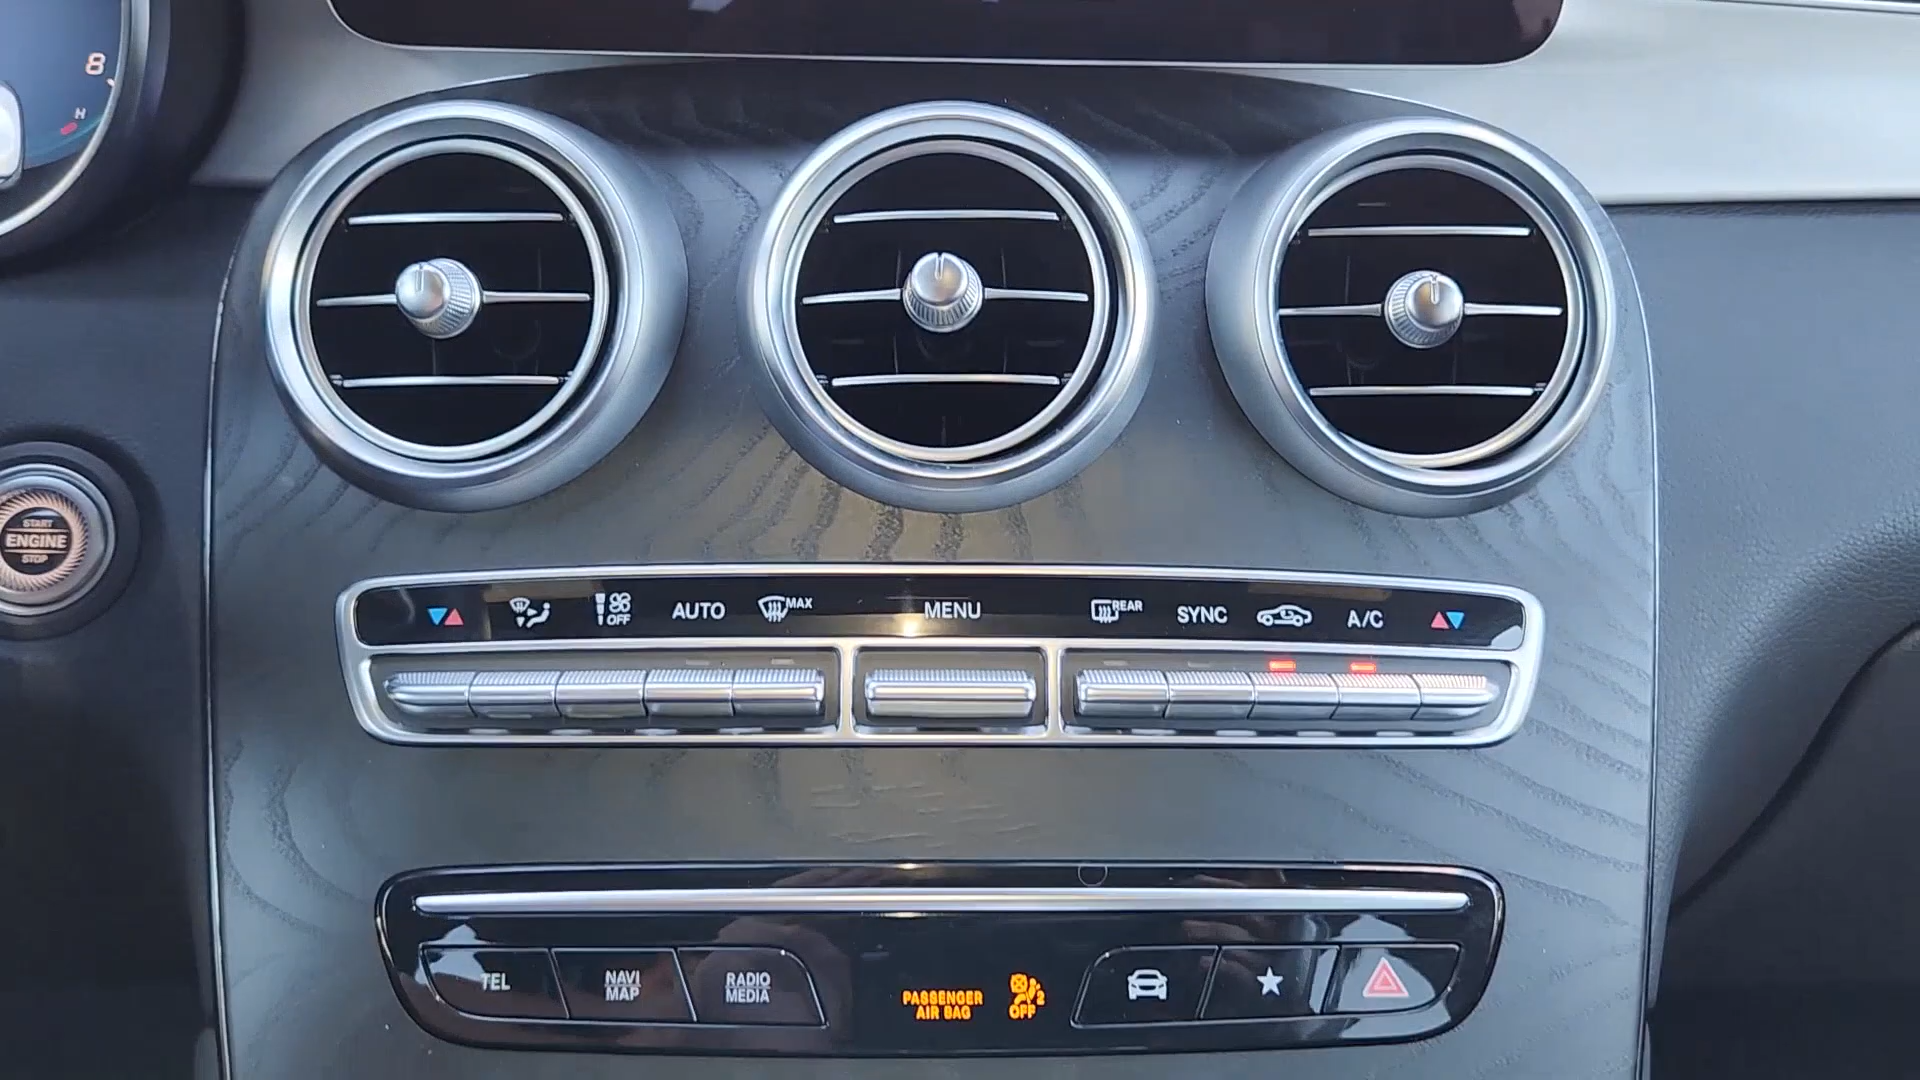 8
H
START
ENGINE
STOP
OFF
AUTO
MAX
MENU
REAR
SYNC
A/C
TEL
NAVI
MAP
RADIO
MEDIA
PASSENGER
AIR BAG
2
OFF